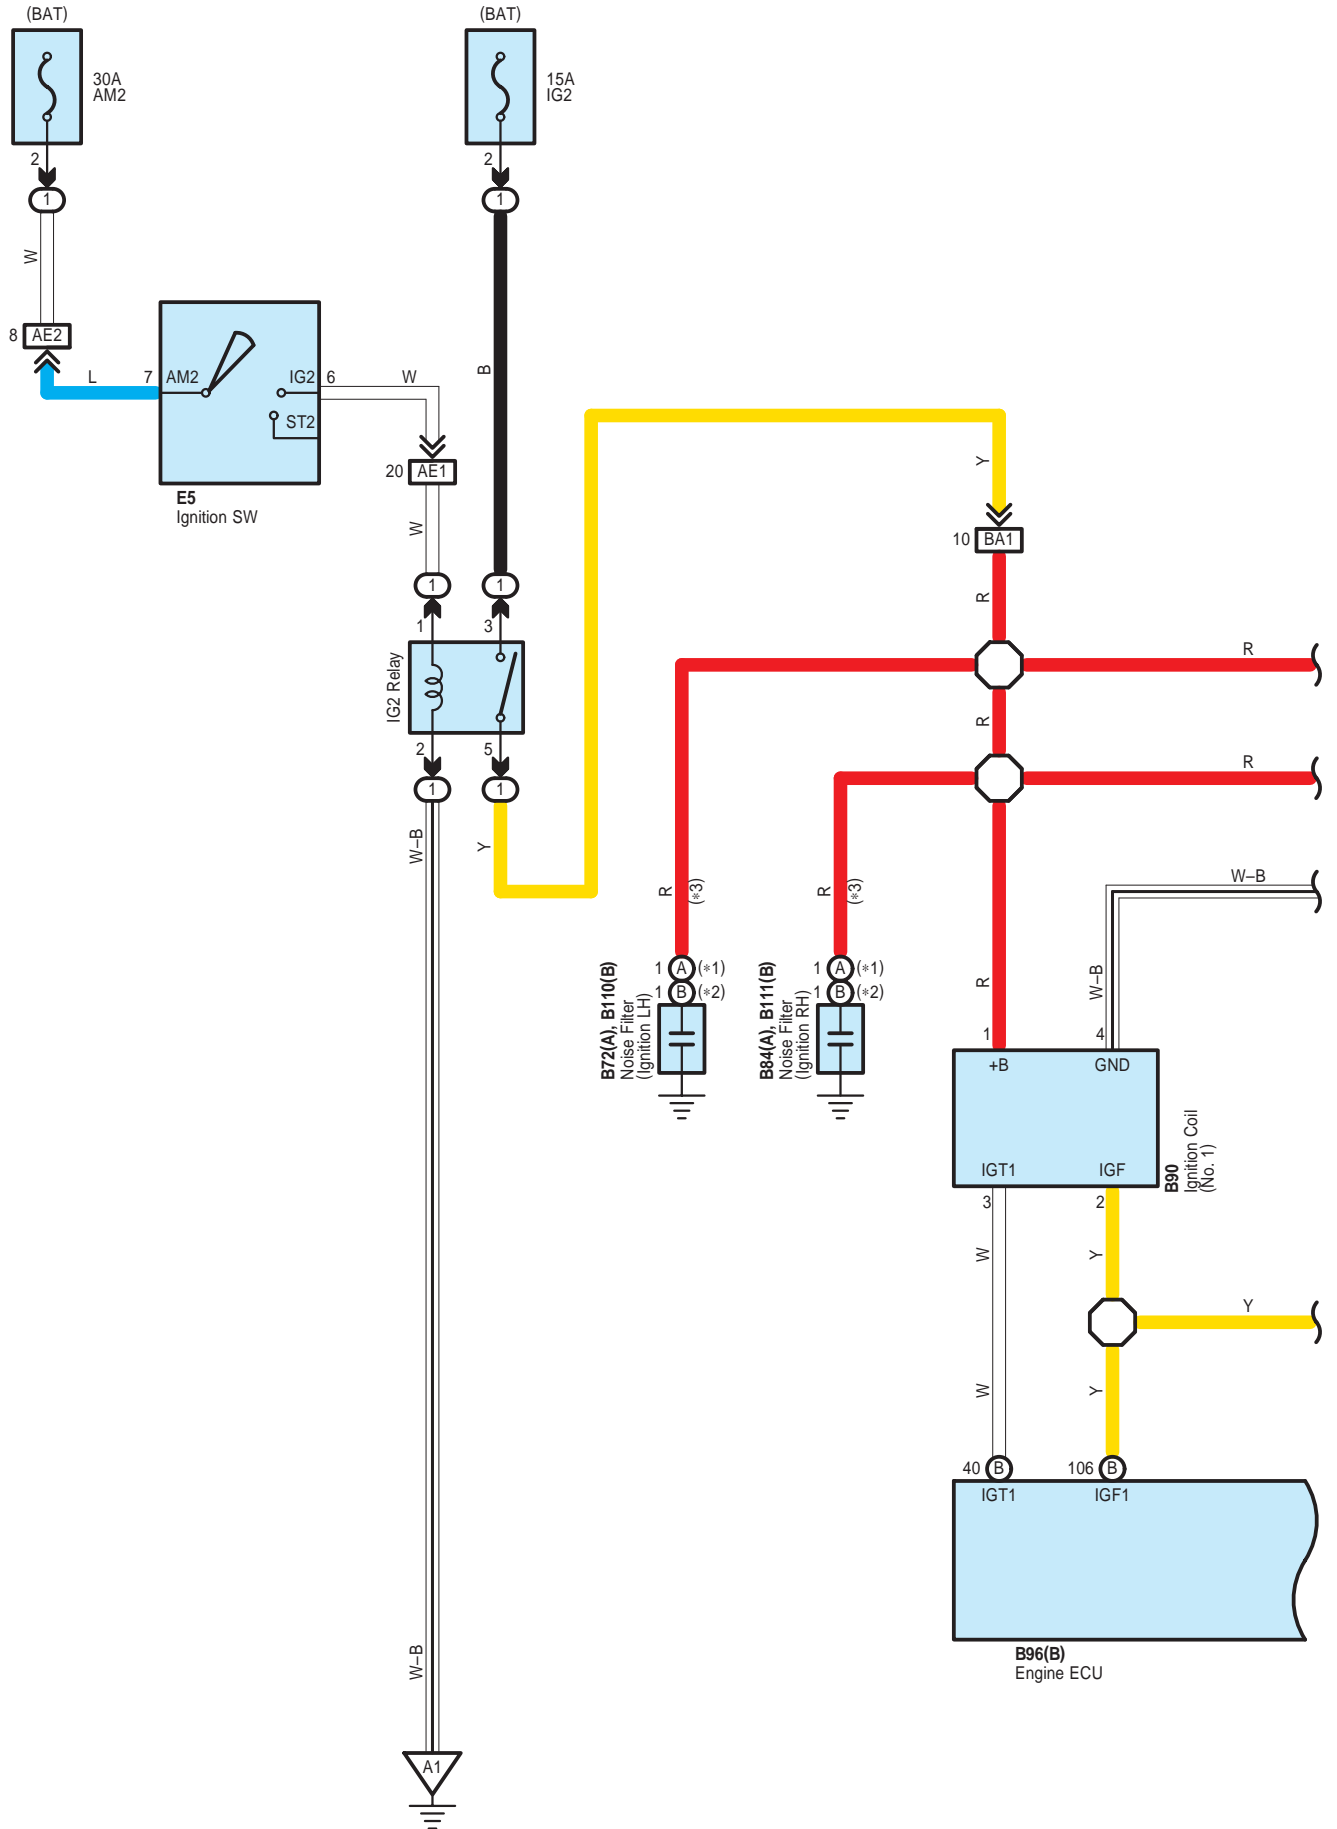 (BAT)
(BAT)
30A
AM2
15A
IG2
2
2
1
1
W
8
AE2
L
7
AM2
IG2
6
W
ST2
B
Y
20
AE1
E5
Ignition SW
W
10
BA1
R
1
1
1
3
IG2 Relay
R
R
2
5
R
1
1
W–B
Y
R
(*3)
R
(*3)
W–B
1
A
(*1)
1
A
(*1)
1
B
(*2)
1
B
(*2)
B72(A), B110(B)
Noise Filter
(Ignition LH)
B84(A), B111(B)
Noise Filter
(Ignition RH)
R
W–B
1
4
+B
GND
IGT1
IGF
B90
Ignition Coil
(No. 1)
3
2
W
Y
Y
W
Y
40
B
106
B
IGT1
IGF1
B96(B)
Engine ECU
W–B
A1